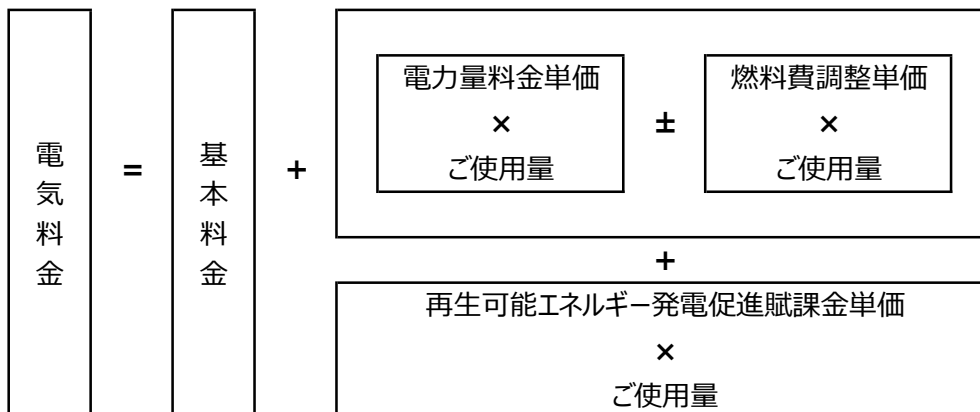 電気料金
=
基本料金
+
電力量料金単価
×
ご使用量
±
燃料費調整単価
×
ご使用量
+
再生可能エネルギー発電促進賦課金単価
×
ご使用量